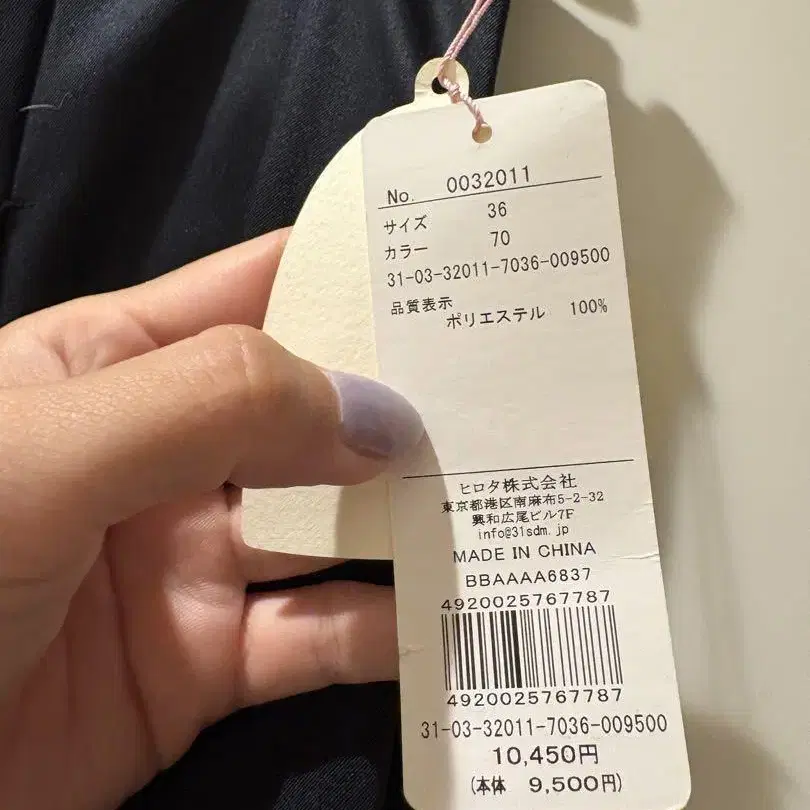 No. 0032011
サイズ 36
カラー 70
31-03-32011-7036-009500
品質表示
ポリエステル 100%
ヒロタ株式会社
東京都港区南麻布5-2-32
興和広尾ビル7F
info@31sdm.jp
MADE IN CHINA
BBAAAA6837
4920025767787
4920025767787
31-03-32011-7036-009500
10,450円
(本体 9,500円)